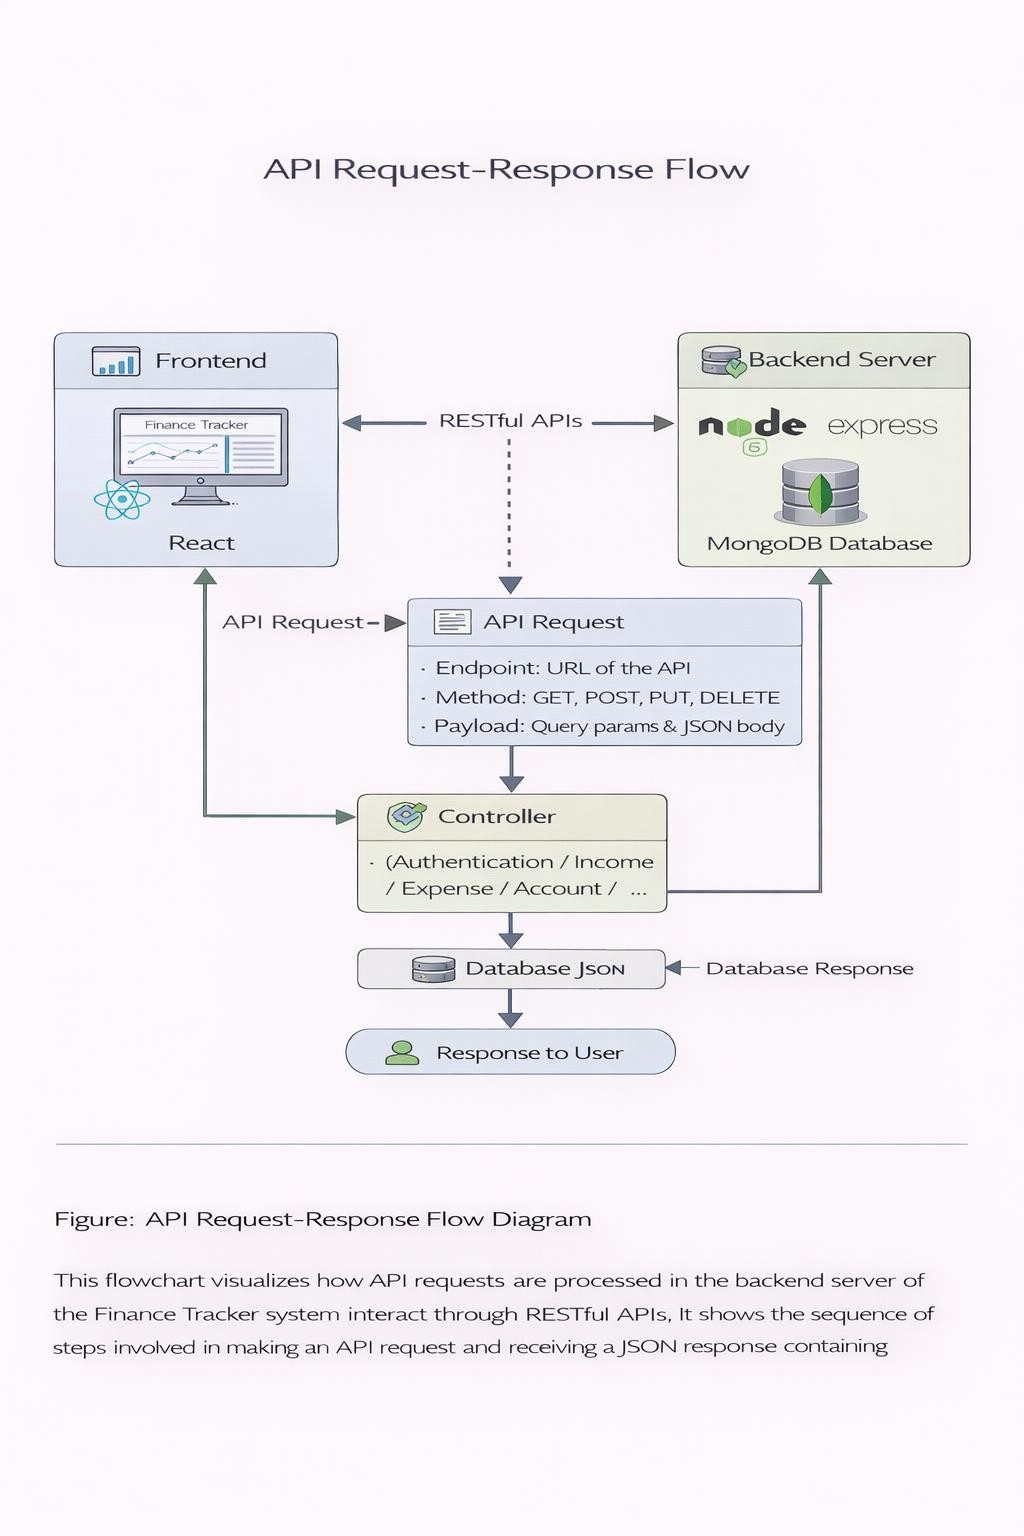 API Request-Response Flow
Frontend
Backend Server
Finance Tracker
RESTful APIs
node
express
6
React
MongoDB Database
API Request
API Request
· Endpoint: URL of the API
· Method: GET, POST, PUT, DELETE
· Payload: Query params & JSON body
Controller
· (Authentication / Income
/ Expense / Account / ...
Database Json
Database Response
Response to User
Figure: API Request-Response Flow Diagram
This flowchart visualizes how API requests are processed in the backend server of
the Finance Tracker system interact through RESTful APIs, It shows the sequence of
steps involved in making an API request and receiving a JSON response containing